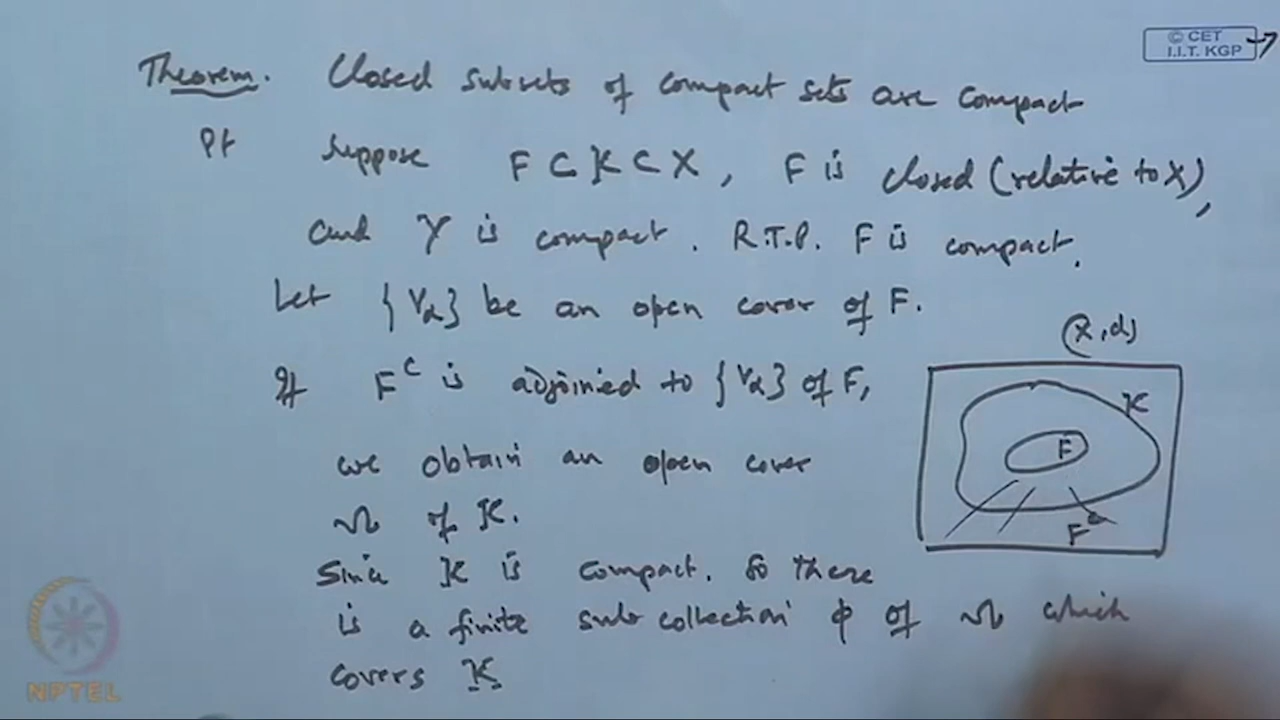 © CET
I.I.T. KGP
Theorem. Closed subsets of compact sets are compact
Pf Suppose F ⊂ K ⊂ X, F is closed (relative to X),
and Y is compact. R.T.P. F is compact.
Let {Vα} be an open cover of F.
If F^c is adjoinied to {Vα} of F,
we obtain an open cover
Ω of K.
Since K is compact. So there
is a finite sub collection ϕ of Ω which
covers K
(X, d)
K
F
F^c
NPTEL